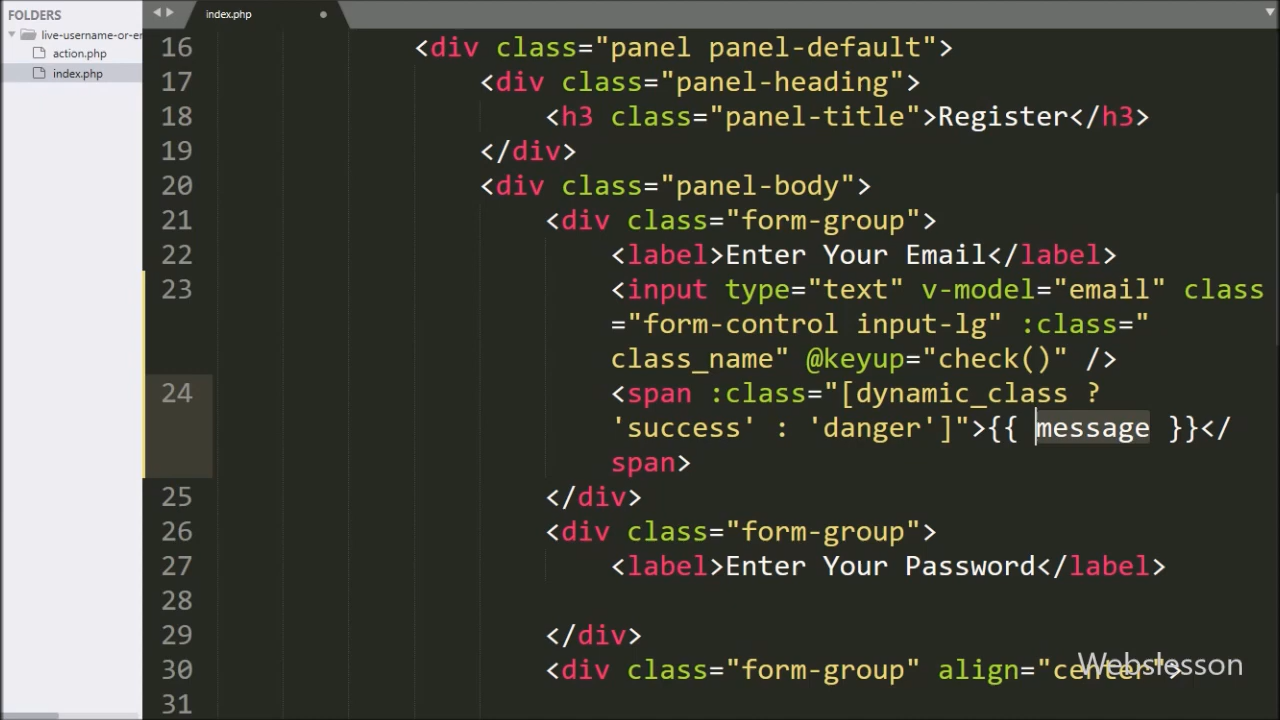 FOLDERS
live-username-or-er
action.php
index.php
index.php
16 <div class="panel panel-default">
17 <div class="panel-heading">
18 <h3 class="panel-title">Register</h3>
19 </div>
20 <div class="panel-body">
21 <div class="form-group">
22 <label>Enter Your Email</label>
23 <input type="text" v-model="email" class
="form-control input-lg" :class="
class_name" @keyup="check()" />
24 <span :class="[dynamic_class ?
'success' : 'danger']">{{ message }}</
span>
25 </div>
26 <div class="form-group">
27 <label>Enter Your Password</label>
28
29 </div>
30 <div class="form-group" align="center">
Webslesson
31